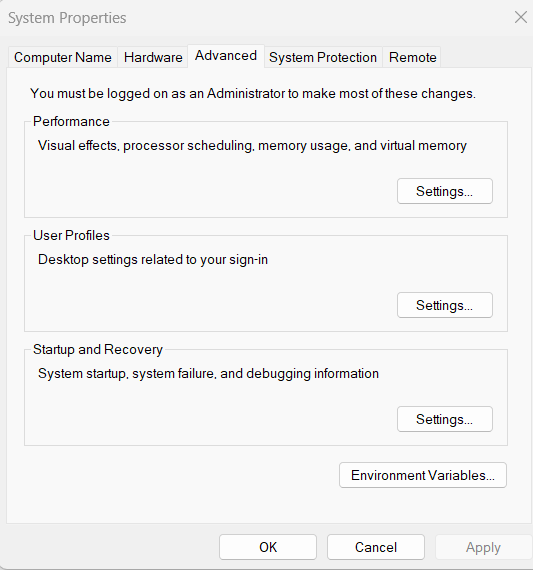 System Properties
Computer Name Hardware Advanced System Protection Remote
You must be logged on as an Administrator to make most of these changes.
Performance
Visual effects, processor scheduling, memory usage, and virtual memory
Settings...
User Profiles
Desktop settings related to your sign-in
Settings...
Startup and Recovery
System startup, system failure, and debugging information
Settings...
Environment Variables...
OK Cancel Apply